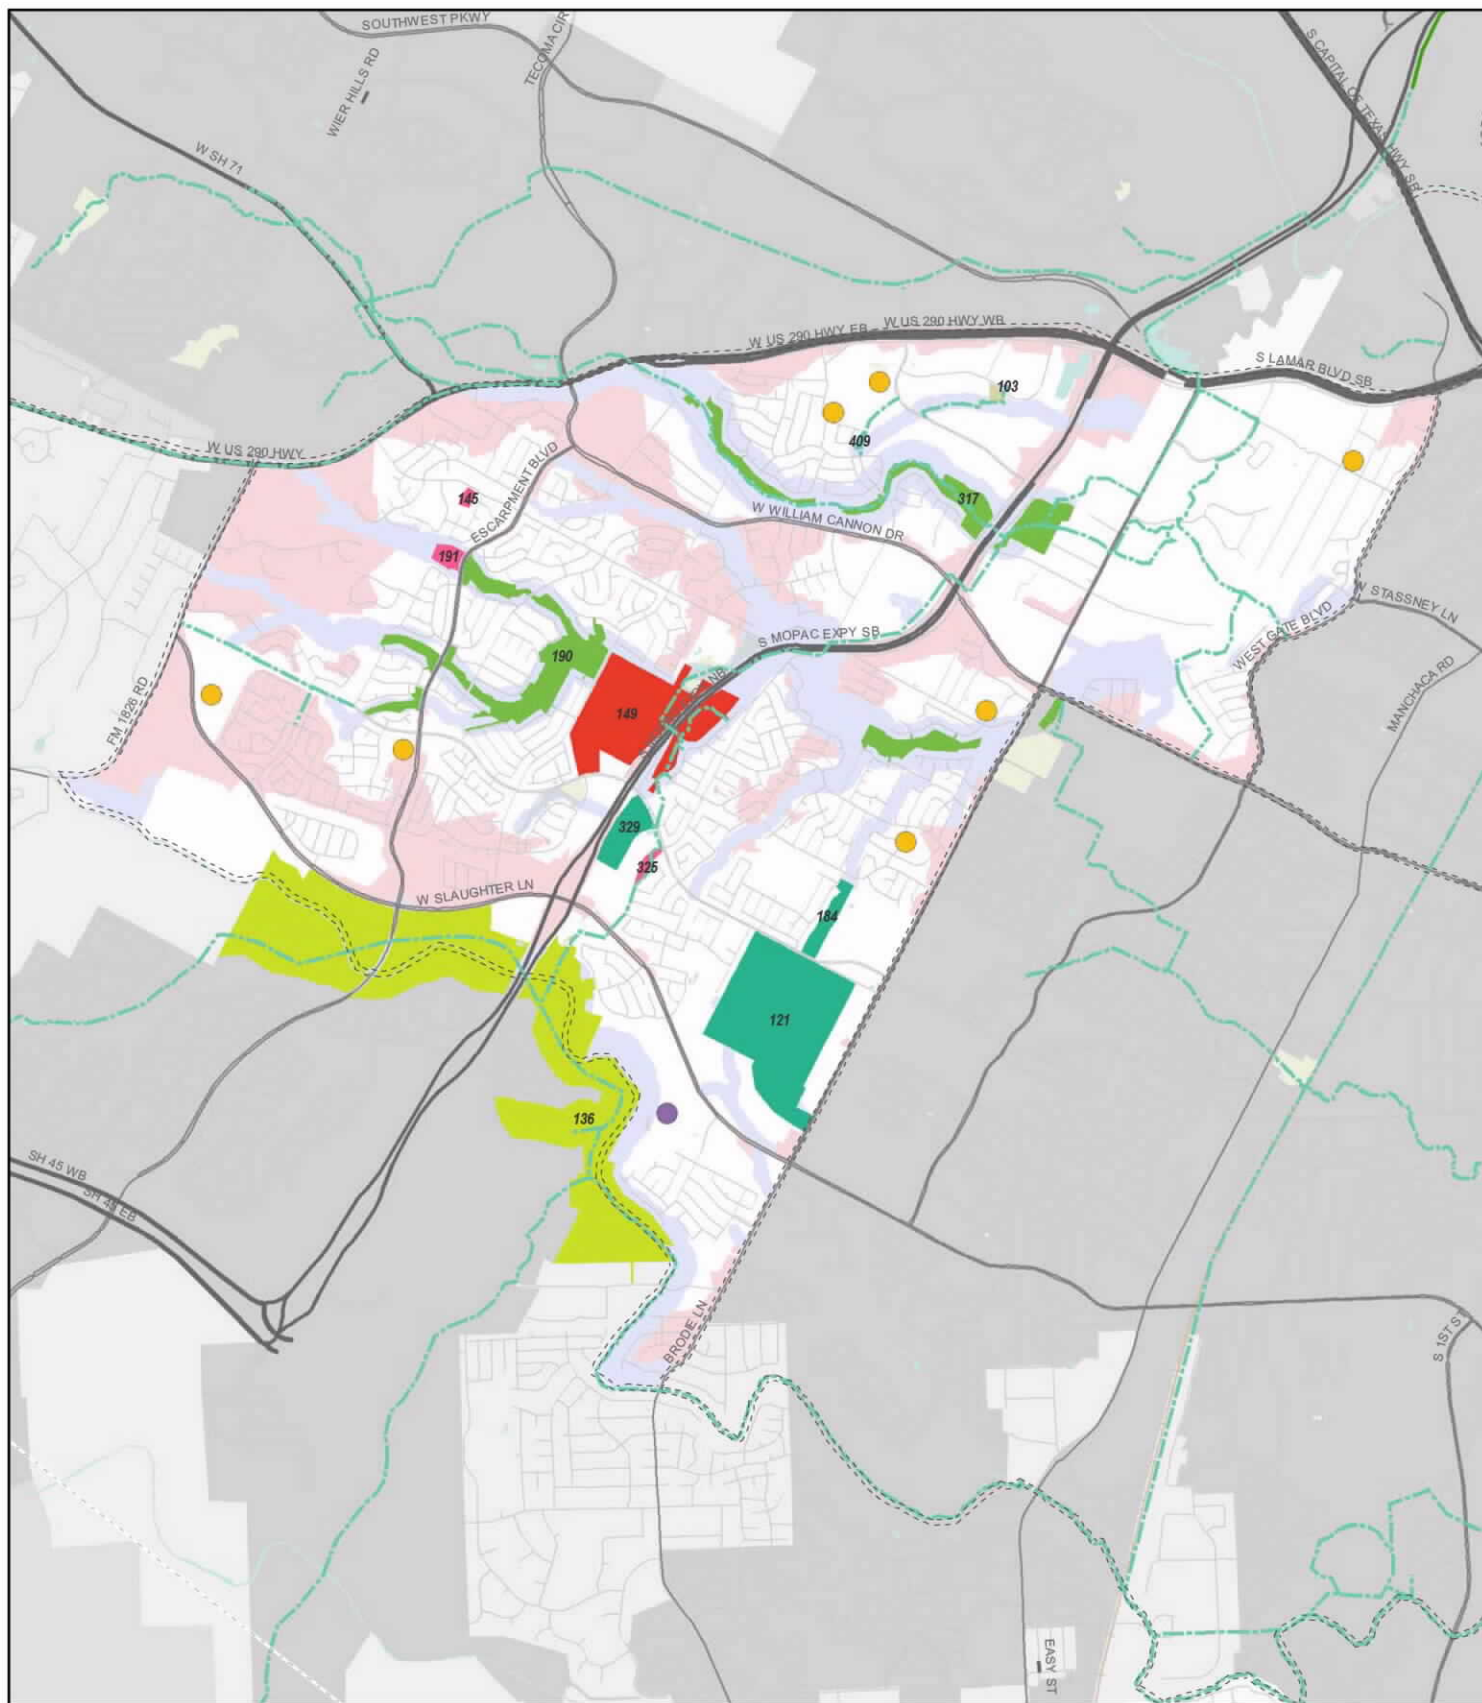 SOUTHWEST PKWY
TECOMA CIR
WIER HILLS RD
S CAPITAL OF TEXAS HWY SB
W SH 71
W US 290 HWY EB
W US 290 HWY WB
S LAMAR BLVD SB
103
409
W US 290 HWY
ESCARPMENT BLVD
145
317
W WILLIAM CANNON DR
191
W STASSNEY LN
WEST GATE BLVD
S MOPAC EXPY SB
190
MANCHACA RD
FM 1826 RD
149
NB
329
325
W SLAUGHTER LN
184
121
136
SH 45 WB
SH 45 EB
BRODIE LN
S 1ST ST
EASY ST